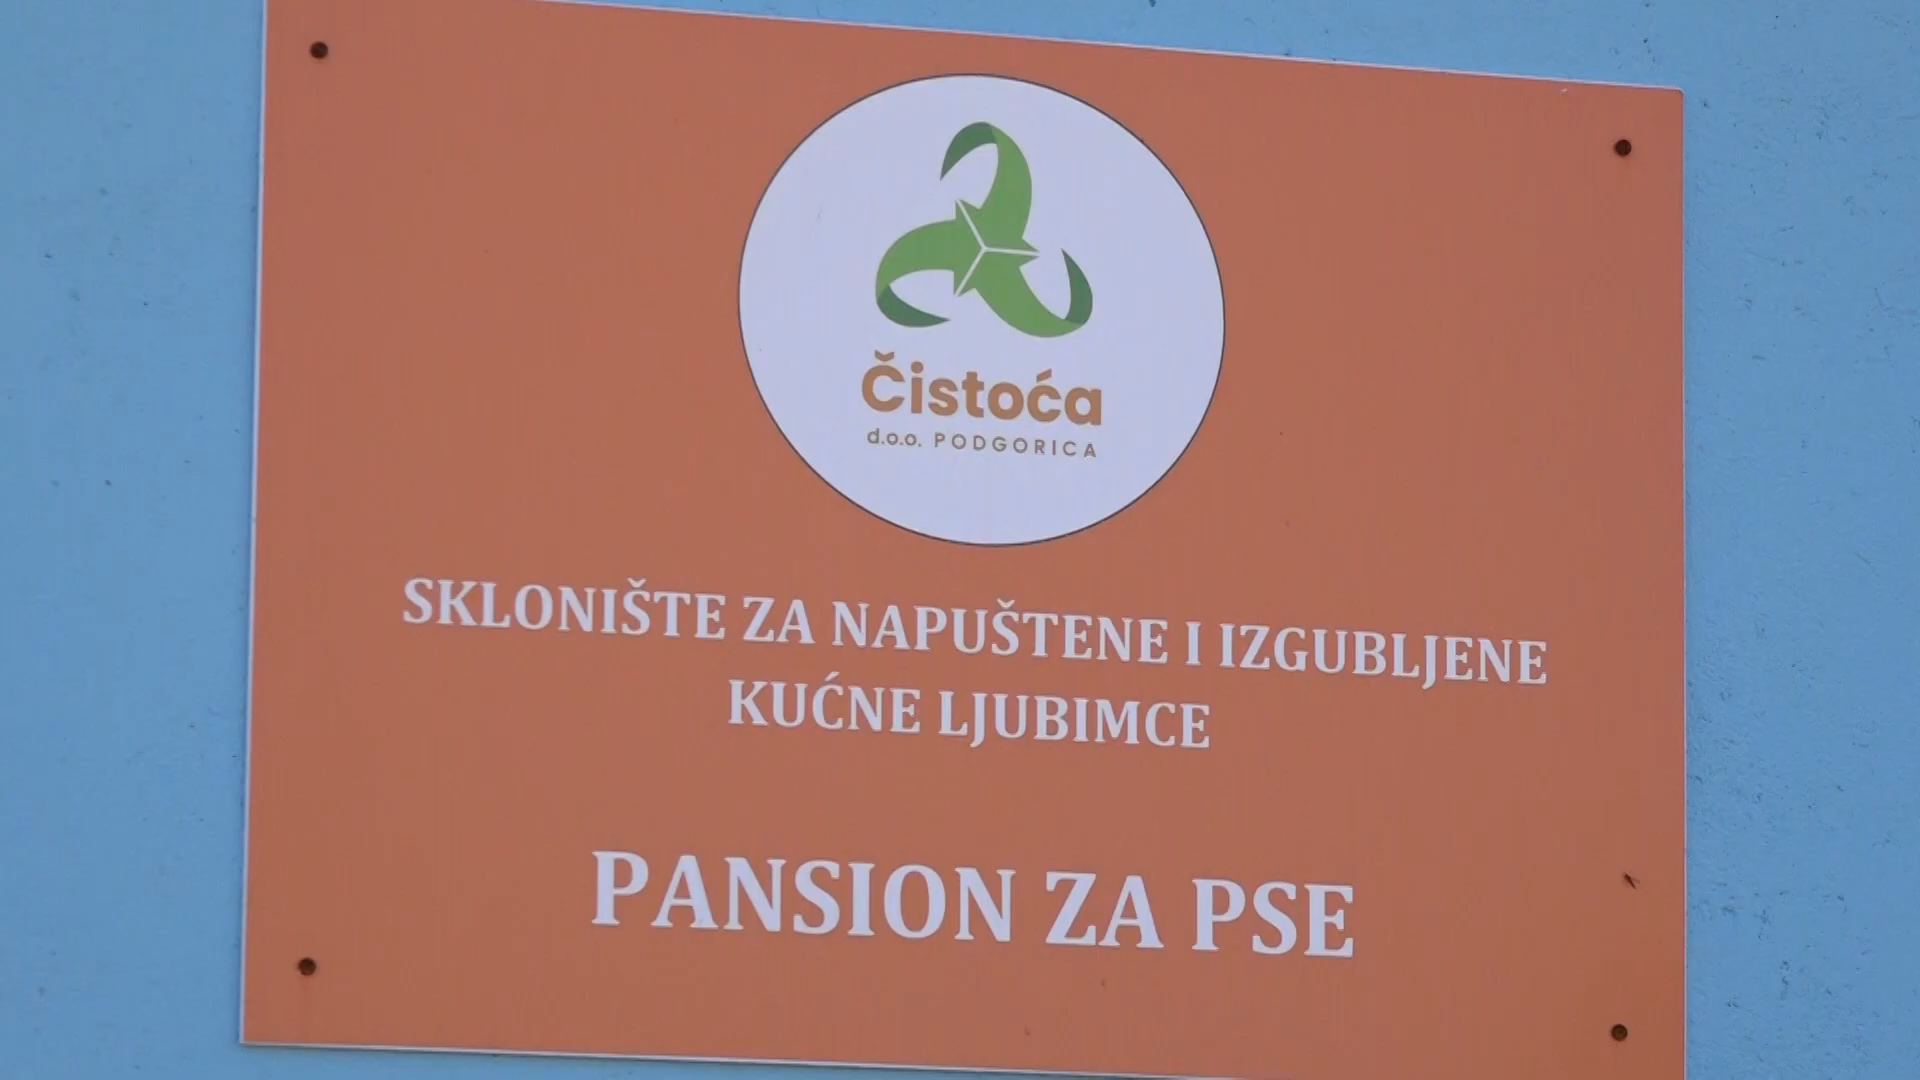 Čistoća
d.o.o. PODGORICA
SKLONIŠTE ZA NAPUŠTENE I IZGUBLJENE
KUĆNE LJUBIMCE
PANSION ZA PSE